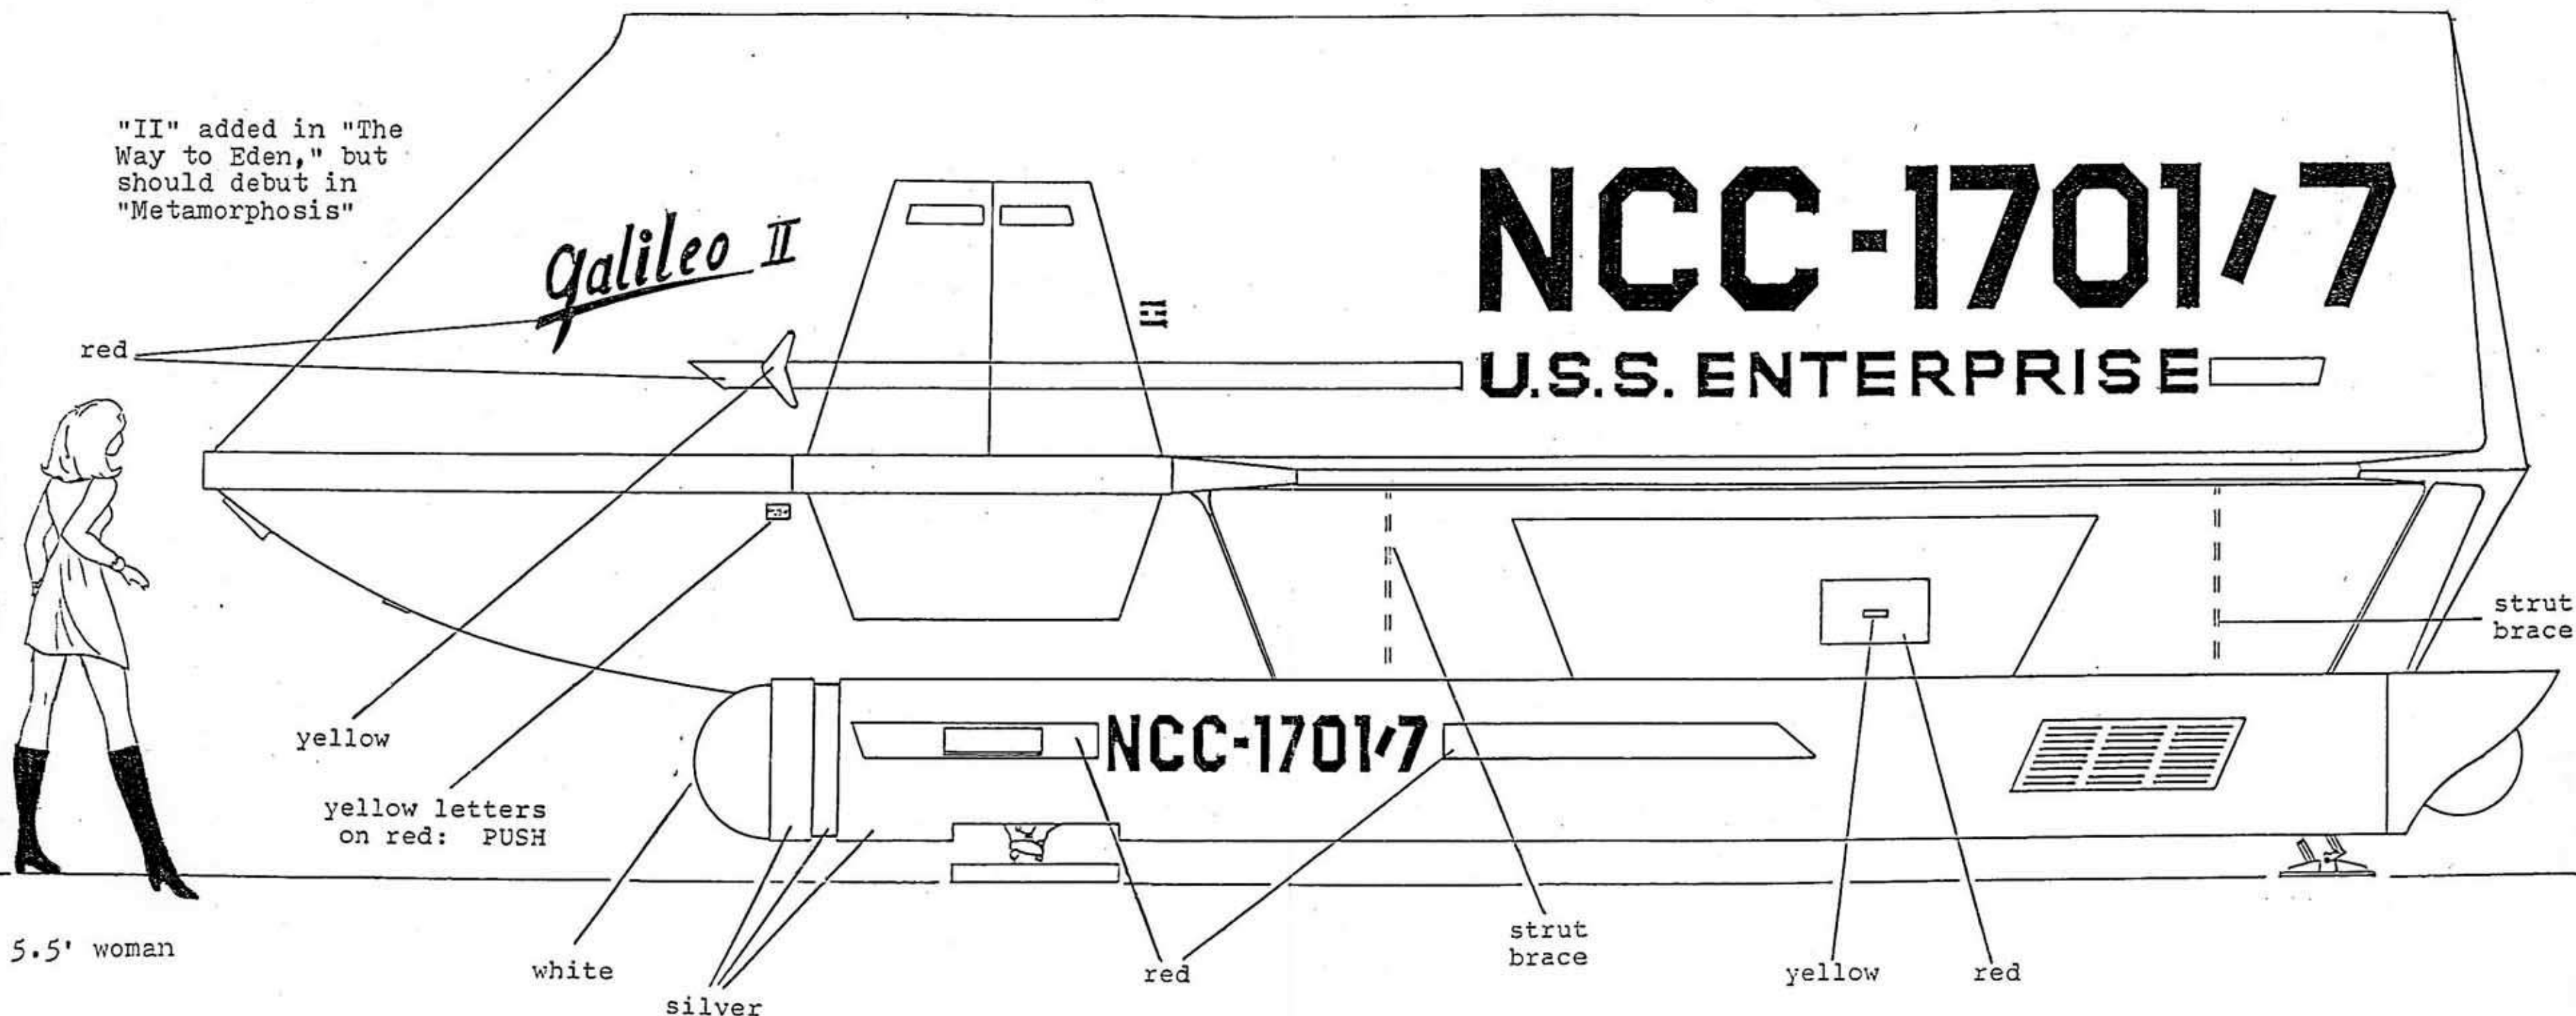 "II" added in "The
Way to Eden," but
should debut in
"Metamorphosis"
Galileo II
NCC-1701/7
U.S.S. ENTERPRISE
red
strut
brace
yellow
NCC-1701/7
yellow letters
on red: PUSH
5.5' woman
white
silver
red
strut
brace
yellow
red